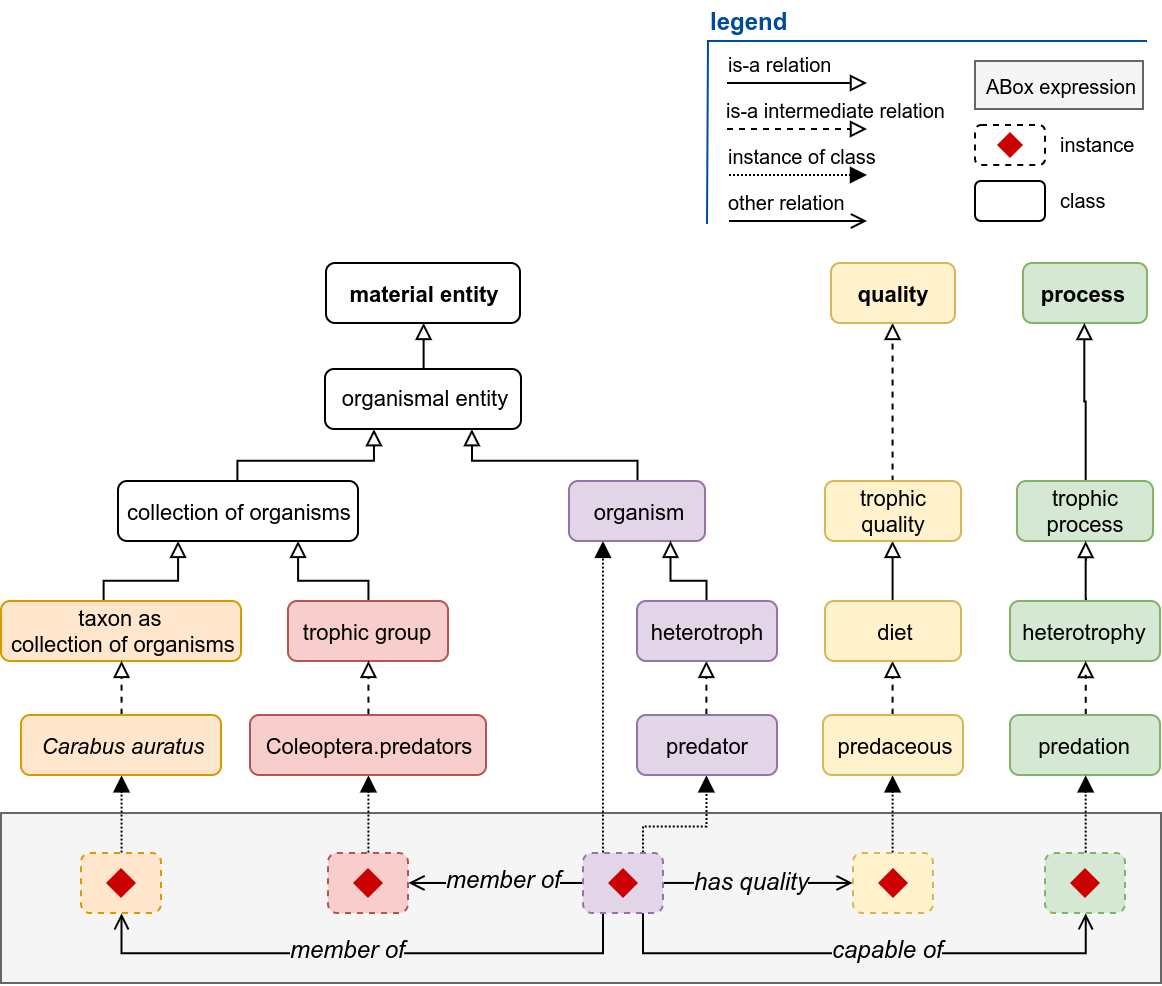 legend
is-a relation
is-a intermediate relation
instance of class
other relation
ABox expression
instance
class
material entity
quality
process
organismal entity
collection of organisms
organism
trophic
quality
trophic
process
taxon as
collection of organisms
trophic group
heterotroph
diet
heterotrophy
Carabus auratus
Coleoptera.predators
predator
predaceous
predation
member of
has quality
member of
capable of